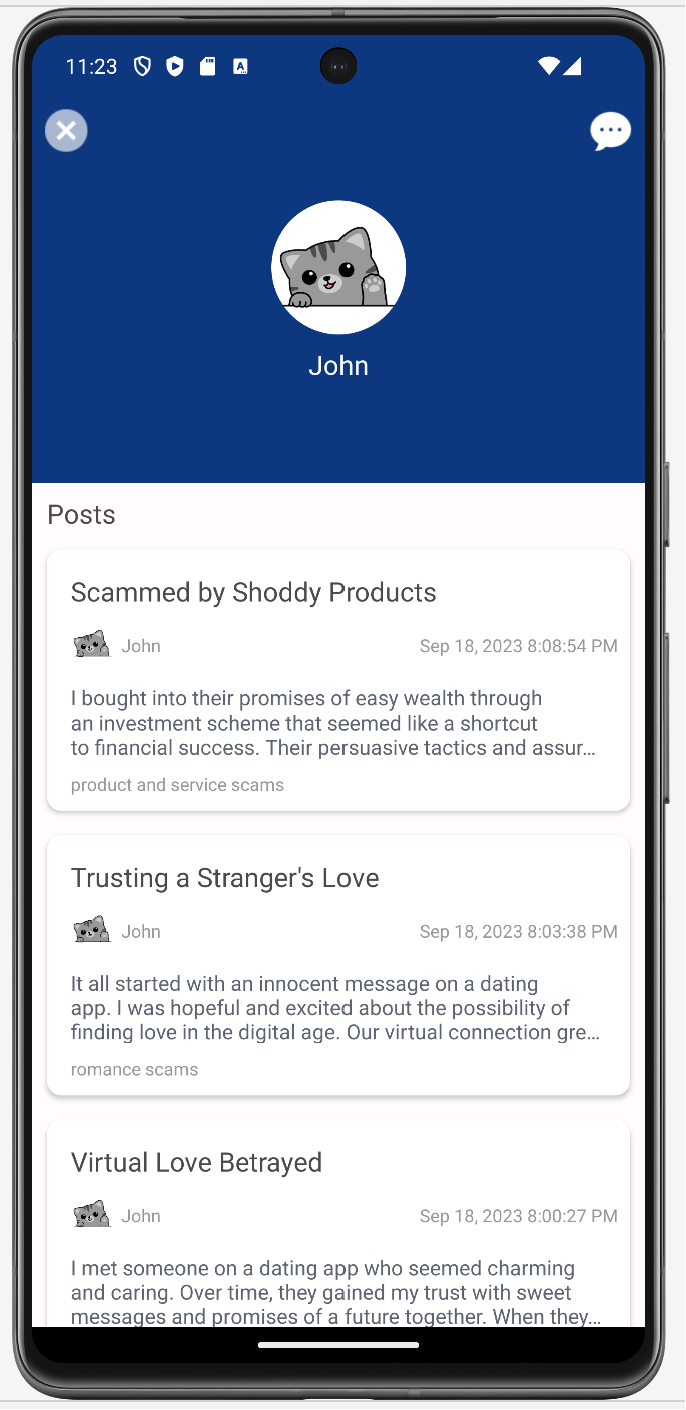 11:23
A
John
Posts
Scammed by Shoddy Products
John
Sep 18, 2023 8:08:54 PM
I bought into their promises of easy wealth through
an investment scheme that seemed like a shortcut
to financial success. Their persuasive tactics and assur...
product and service scams
Trusting a Stranger's Love
John
Sep 18, 2023 8:03:38 PM
It all started with an innocent message on a dating
app. I was hopeful and excited about the possibility of
finding love in the digital age. Our virtual connection gre...
romance scams
Virtual Love Betrayed
John
Sep 18, 2023 8:00:27 PM
I met someone on a dating app who seemed charming
and caring. Over time, they gained my trust with sweet
messages and promises of a future together. When they...